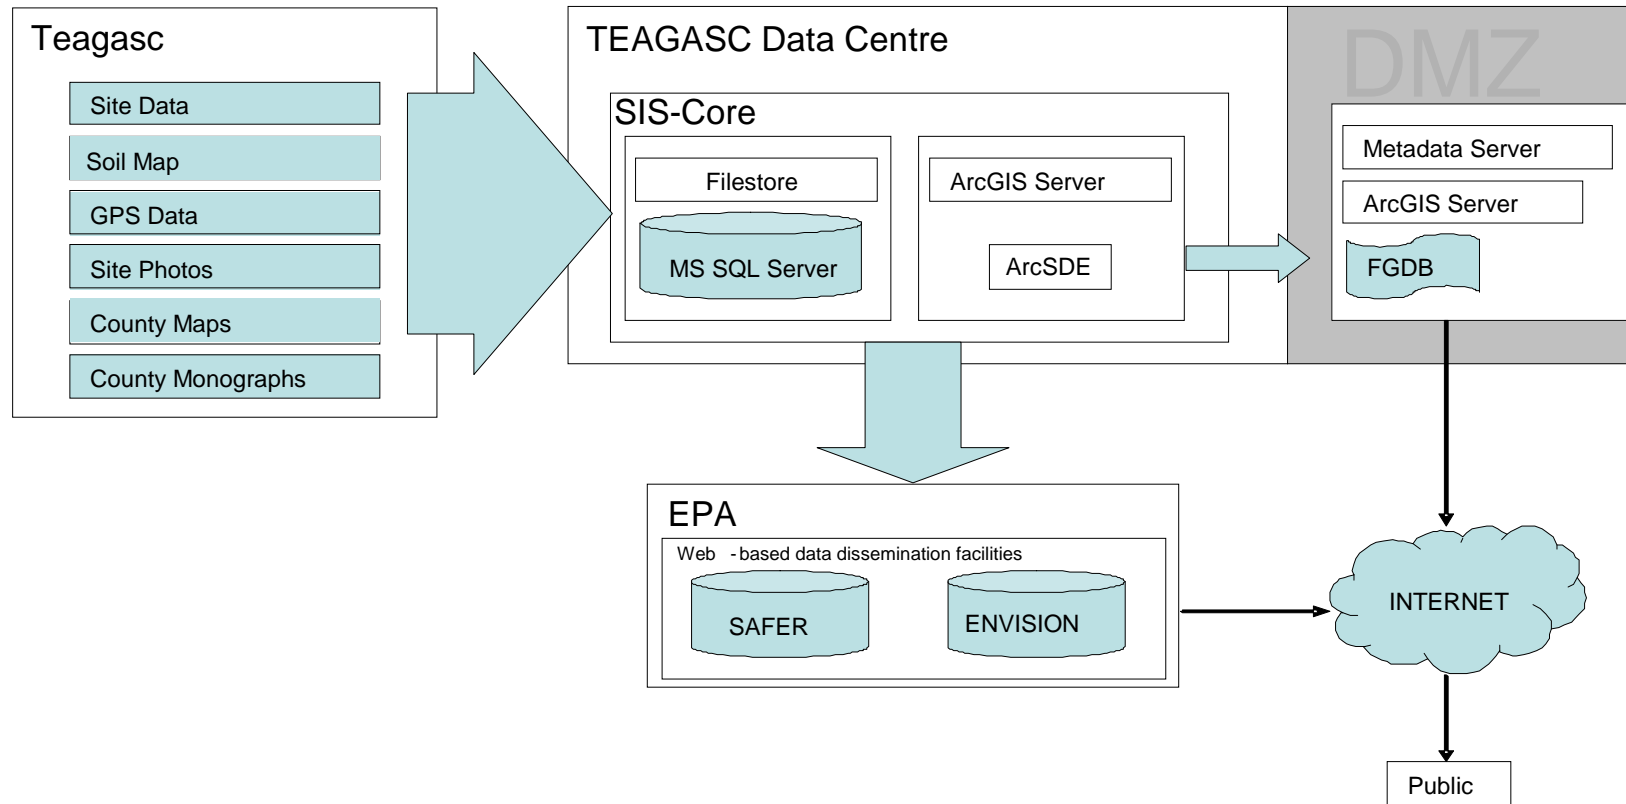 Teagasc
Site Data
Soil Map
GPS Data
Site Photos
County Maps
County Monographs
TEAGASC Data Centre
SIS-Core
Filestore
MS SQL Server
ArcGIS Server
ArcSDE
DMZ
Metadata Server
ArcGIS Server
FGDB
EPA
Web -based data dissemination facilities
SAFER
ENVISION
INTERNET
Public